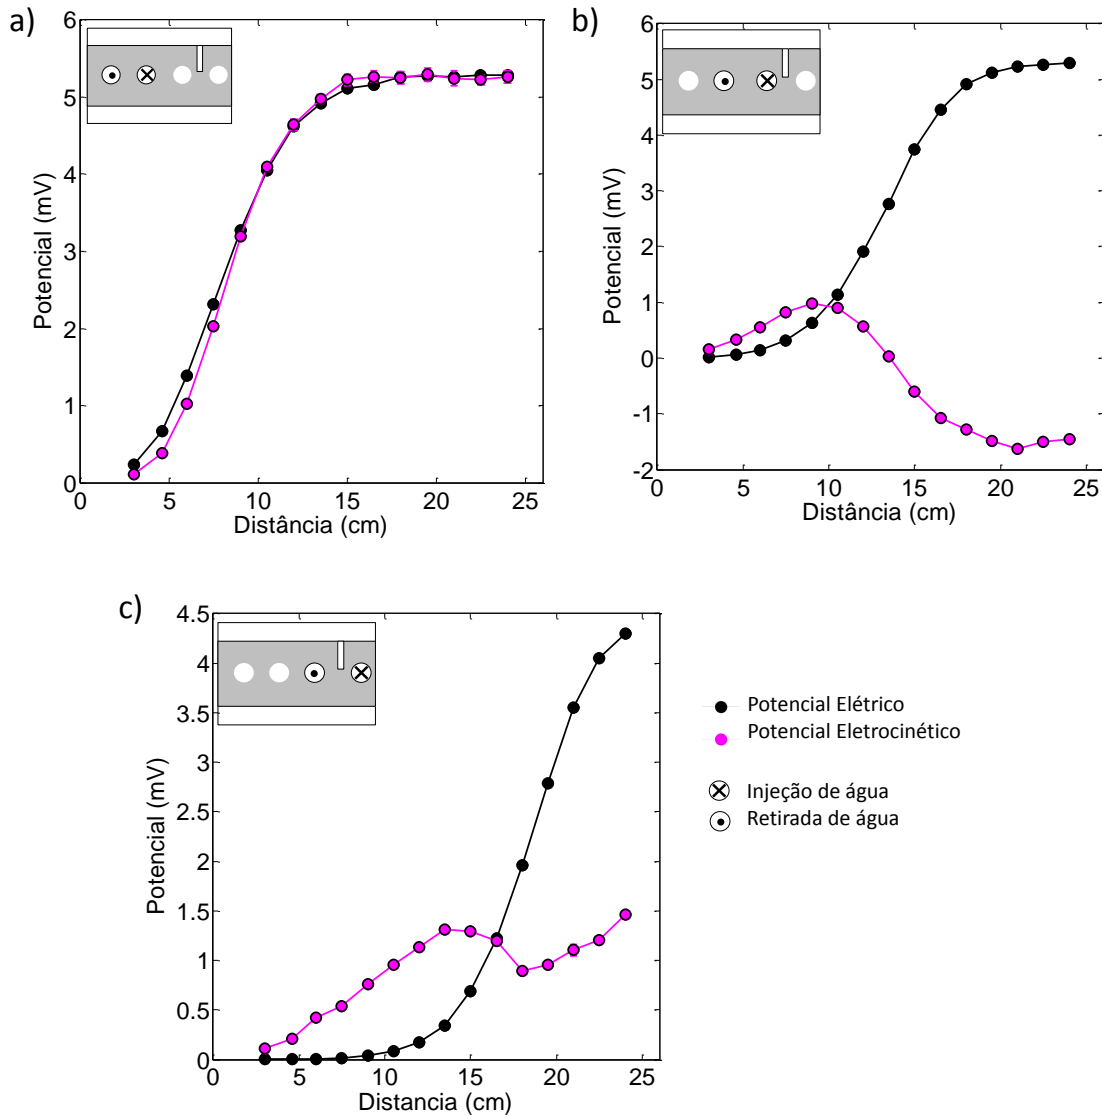 a)
6
5
4
3
2
1
0
0 5 10 15 20 25
Potencial (mV)
Distância (cm)
b)
6
5
4
3
2
1
0
-1
-2
0 5 10 15 20 25
Potencial (mV)
Distância (cm)
c)
4.5
4
3.5
3
2.5
2
1.5
1
0.5
0
0 5 10 15 20 25
Potencial (mV)
Distancia (cm)
Potencial Elétrico
Potencial Eletrocinético
Injeção de água
Retirada de água